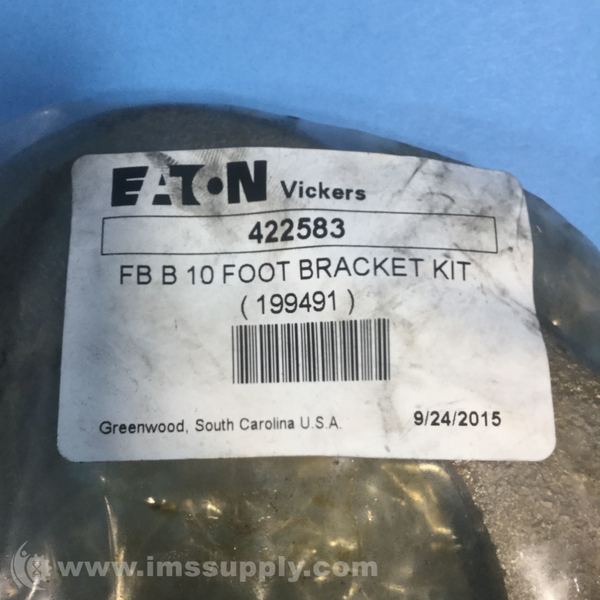 EATON Vickers
422583
FB B 10 FOOT BRACKET KIT
( 199491 )
Greenwood, South Carolina U.S.A. 9/24/2015
www.imssupply.com